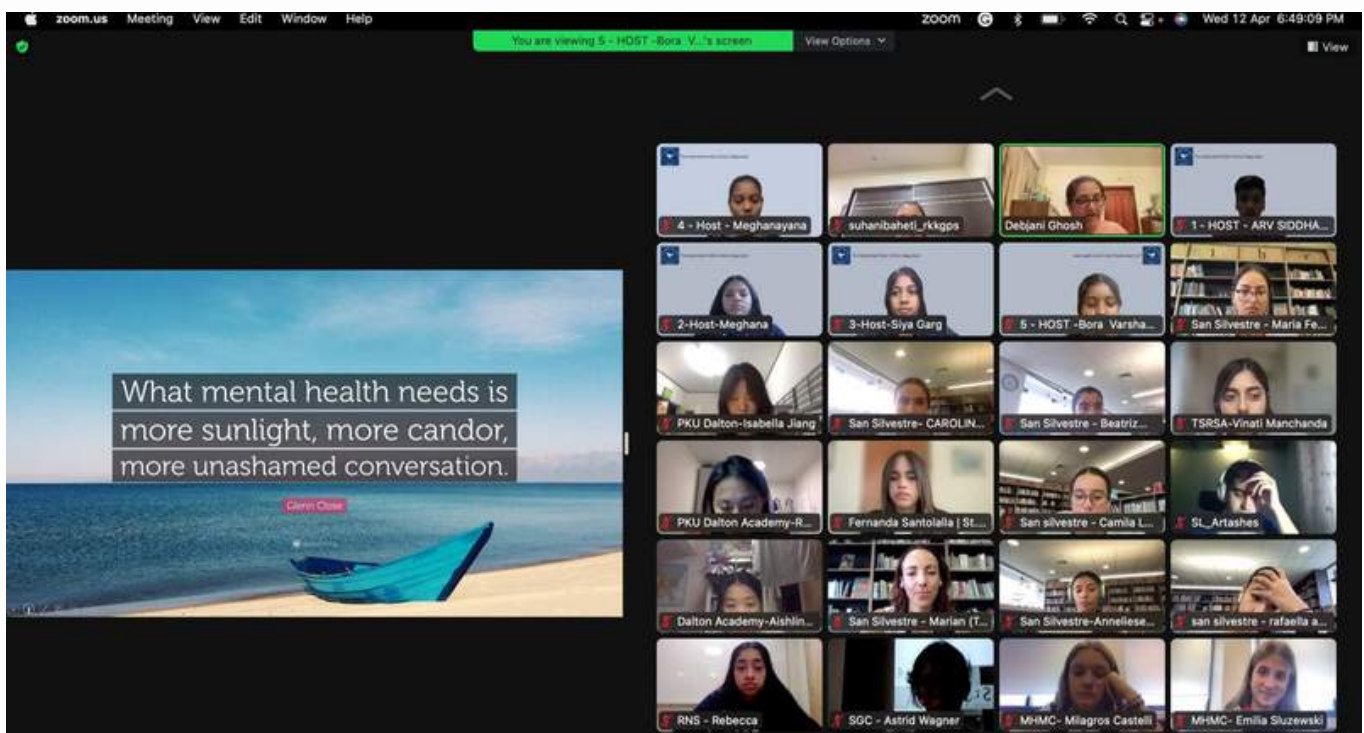 zoom.us Meeting View Edit Window Help
zoom
Wed 12 Apr 6:49:09 PM
You are viewing 5 - HOST -Bora V...'s screen
View Options
View
4 - Host - Meghanayana
suhanibaheti_rkkgps
Debjani Ghosh
1 - HOST - ARV SIDDHA...
2-Host-Meghana
3-Host-Siya Garg
5 - HOST -Bora Varsha...
San Silvestre - Maria Fe...
What mental health needs is
more sunlight, more candor,
more unashamed conversation.
Glenn Close
PKU Dalton-Isabella Jiang
San Silvestre- CAROLIN...
San Silvestre - Beatriz...
TSRSA-Vinati Manchanda
PKU Dalton Academy-R...
Fernanda Santolalla | St....
San silvestre - Camila L...
SL_Artashes
Dalton Academy-Aishlin...
San Silvestre - Marian (T...
San Silvestre-Anneliese...
san silvestre - rafaella a...
RNS - Rebecca
SGC - Astrid Wagner
MHMC- Milagros Castelli
MHMC- Emilia Sluzewski